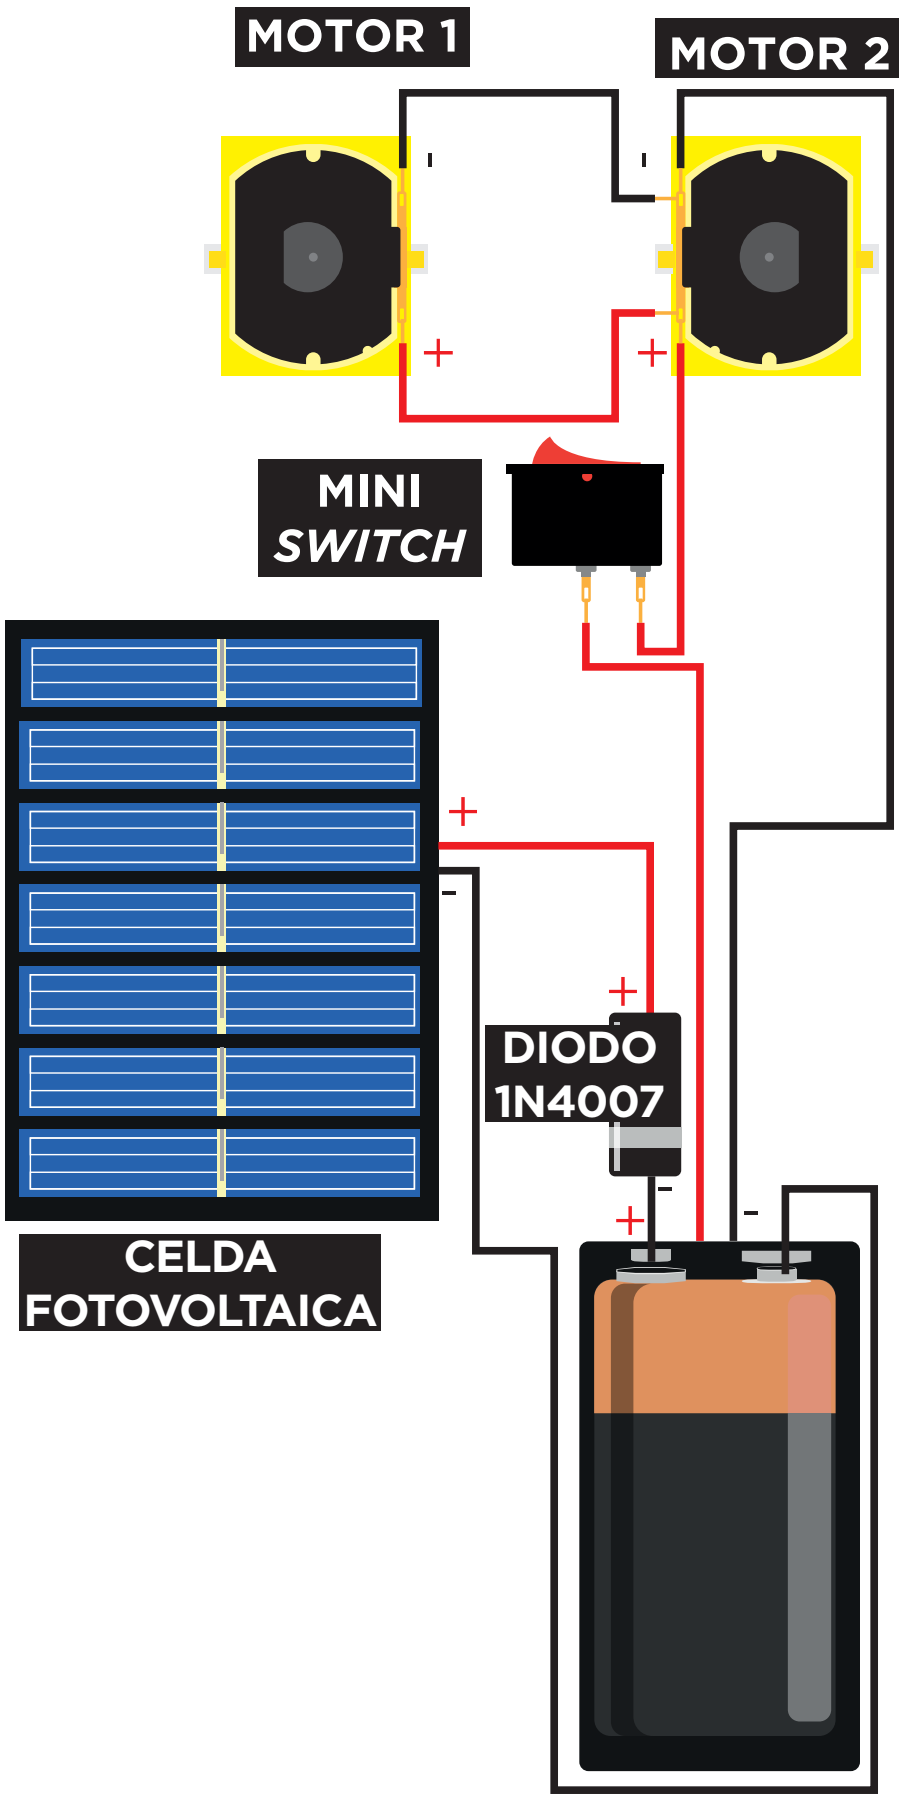 MOTOR 1
MOTOR 2
-
-
+
+
MINI
SWITCH
+
-
+
DIODO
1N4007
-
+
-
CELDA
FOTOVOLTAICA